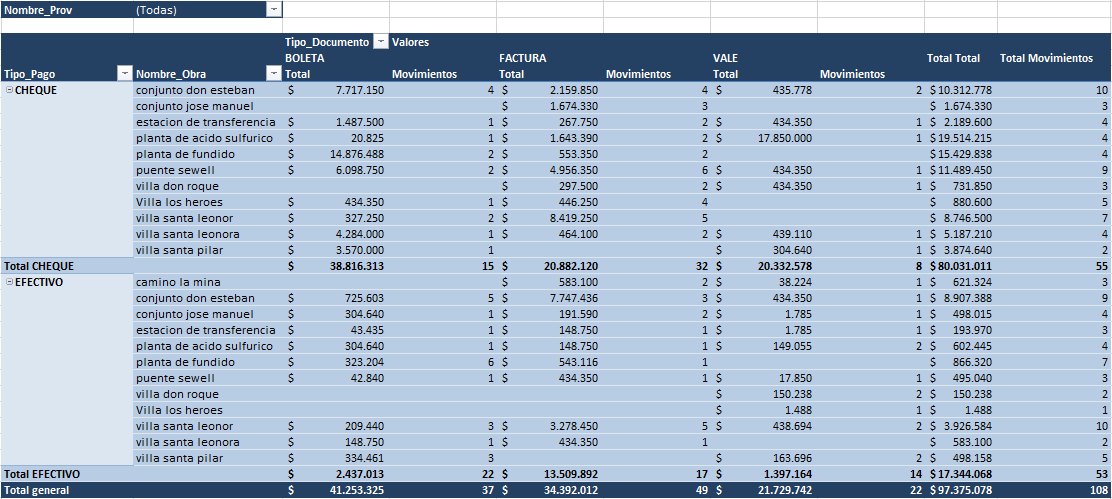 Nombre_Prov (Todas)
Tipo_Documento Valores
BOLETA FACTURA VALE Total Total Total Movimientos
Tipo_Pago Nombre_Obra Total Movimientos Total Movimientos Total Movimientos
CHEQUE conjunto don esteban $ 7.717.150 4 $ 2.159.850 4 $ 435.778 2 $ 10.312.778 10
conjunto jose manuel $ 1.674.330 3 $ 1.674.330 3
estacion de transferencia $ 1.487.500 1 $ 267.750 2 $ 434.350 1 $ 2.189.600 4
planta de acido sulfurico $ 20.825 1 $ 1.643.390 2 $ 17.850.000 1 $ 19.514.215 4
planta de fundido $ 14.876.488 2 $ 553.350 2 $ 15.429.838 4
puente sewell $ 6.098.750 2 $ 4.956.350 6 $ 434.350 1 $ 11.489.450 9
villa don roque $ 297.500 2 $ 434.350 1 $ 731.850 3
Villa los heroes $ 434.350 1 $ 446.250 4 $ 880.600 5
villa santa leonor $ 327.250 2 $ 8.419.250 5 $ 8.746.500 7
villa santa leonora $ 4.284.000 1 $ 464.100 2 $ 439.110 1 $ 5.187.210 4
villa santa pilar $ 3.570.000 1 $ 304.640 1 $ 3.874.640 2
Total CHEQUE $ 38.816.313 15 $ 20.882.120 32 $ 20.332.578 8 $ 80.031.011 55
EFECTIVO camino la mina $ 583.100 2 $ 38.224 1 $ 621.324 3
conjunto don esteban $ 725.603 5 $ 7.747.436 3 $ 434.350 1 $ 8.907.388 9
conjunto jose manuel $ 304.640 1 $ 191.590 2 $ 1.785 1 $ 498.015 4
estacion de transferencia $ 43.435 1 $ 148.750 1 $ 1.785 1 $ 193.970 3
planta de acido sulfurico $ 304.640 1 $ 148.750 1 $ 149.055 2 $ 602.445 4
planta de fundido $ 323.204 6 $ 543.116 1 $ 866.320 7
puente sewell $ 42.840 1 $ 434.350 1 $ 17.850 1 $ 495.040 3
villa don roque $ 150.238 2 $ 150.238 2
Villa los heroes $ 1.488 1 $ 1.488 1
villa santa leonor $ 209.440 3 $ 3.278.450 5 $ 438.694 2 $ 3.926.584 10
villa santa leonora $ 148.750 1 $ 434.350 1 $ 583.100 2
villa santa pilar $ 334.461 3 $ 163.696 2 $ 498.158 5
Total EFECTIVO $ 2.437.013 22 $ 13.509.892 17 $ 1.397.164 14 $ 17.344.068 53
Total general $ 41.253.325 37 $ 34.392.012 49 $ 21.729.742 22 $ 97.375.078 108